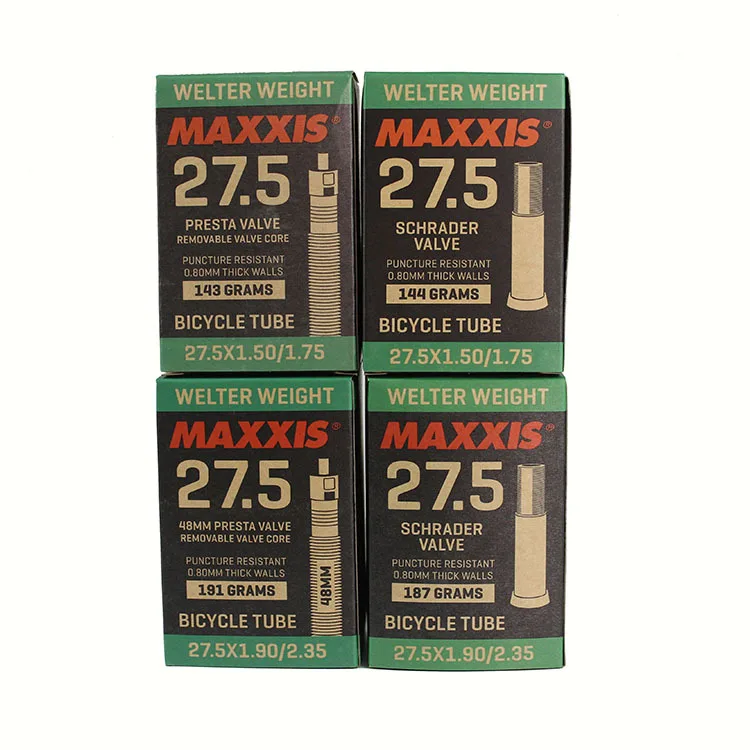 WELTER WEIGHT
MAXXIS®
27.5
PRESTA VALVE
REMOVABLE VALVE CORE
PUNCTURE RESISTANT
0.80MM THICK WALLS
143 GRAMS
BICYCLE TUBE
27.5X1.50/1.75
WELTER WEIGHT
MAXXIS®
27.5
SCHRADER
VALVE
PUNCTURE RESISTANT
0.80MM THICK WALLS
144 GRAMS
BICYCLE TUBE
27.5X1.50/1.75
WELTER WEIGHT
MAXXIS®
27.5
48MM PRESTA VALVE
REMOVABLE VALVE CORE
PUNCTURE RESISTANT
0.80MM THICK WALLS
191 GRAMS
48MM
BICYCLE TUBE
27.5X1.90/2.35
WELTER WEIGHT
MAXXIS®
27.5
SCHRADER
VALVE
PUNCTURE RESISTANT
0.80MM THICK WALLS
187 GRAMS
BICYCLE TUBE
27.5X1.90/2.35